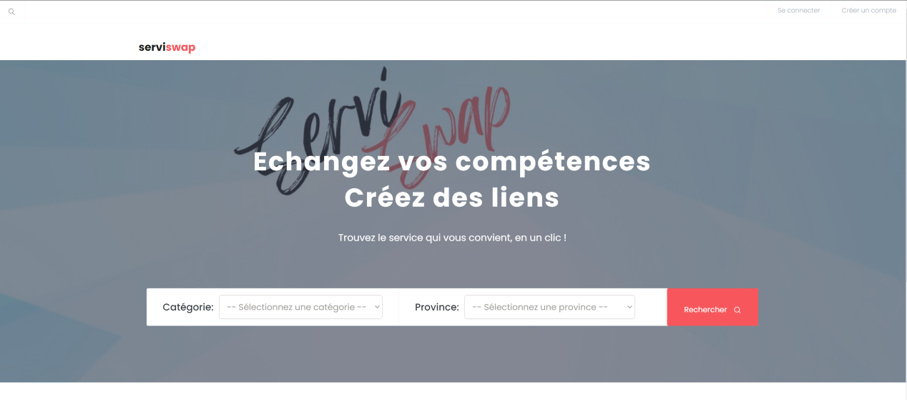 Se connecter
Créer un compte
serviswap
Servi Swap
Echangez vos compétences
Créez des liens
Trouvez le service qui vous convient, en un clic !
Catégorie: -- Sélectionnez une catégorie -- Province: -- Sélectionnez une province -- Rechercher